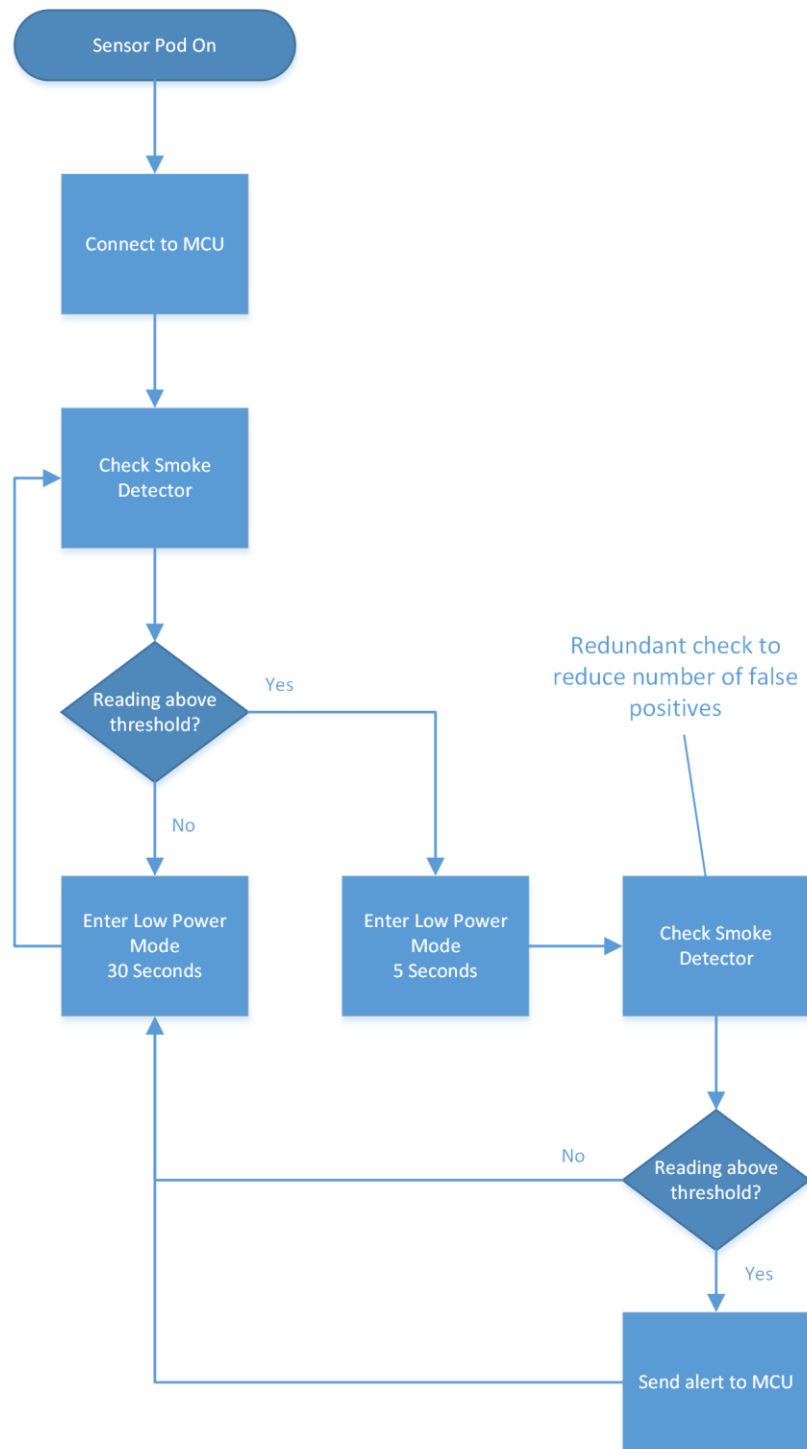 Sensor Pod On
Connect to MCU
Check Smoke
Detector
Reading above
threshold?
Yes
No
Redundant check to
reduce number of false
positives
Enter Low Power
Mode
30 Seconds
Enter Low Power
Mode
5 Seconds
Check Smoke
Detector
Reading above
threshold?
No
Yes
Send alert to MCU